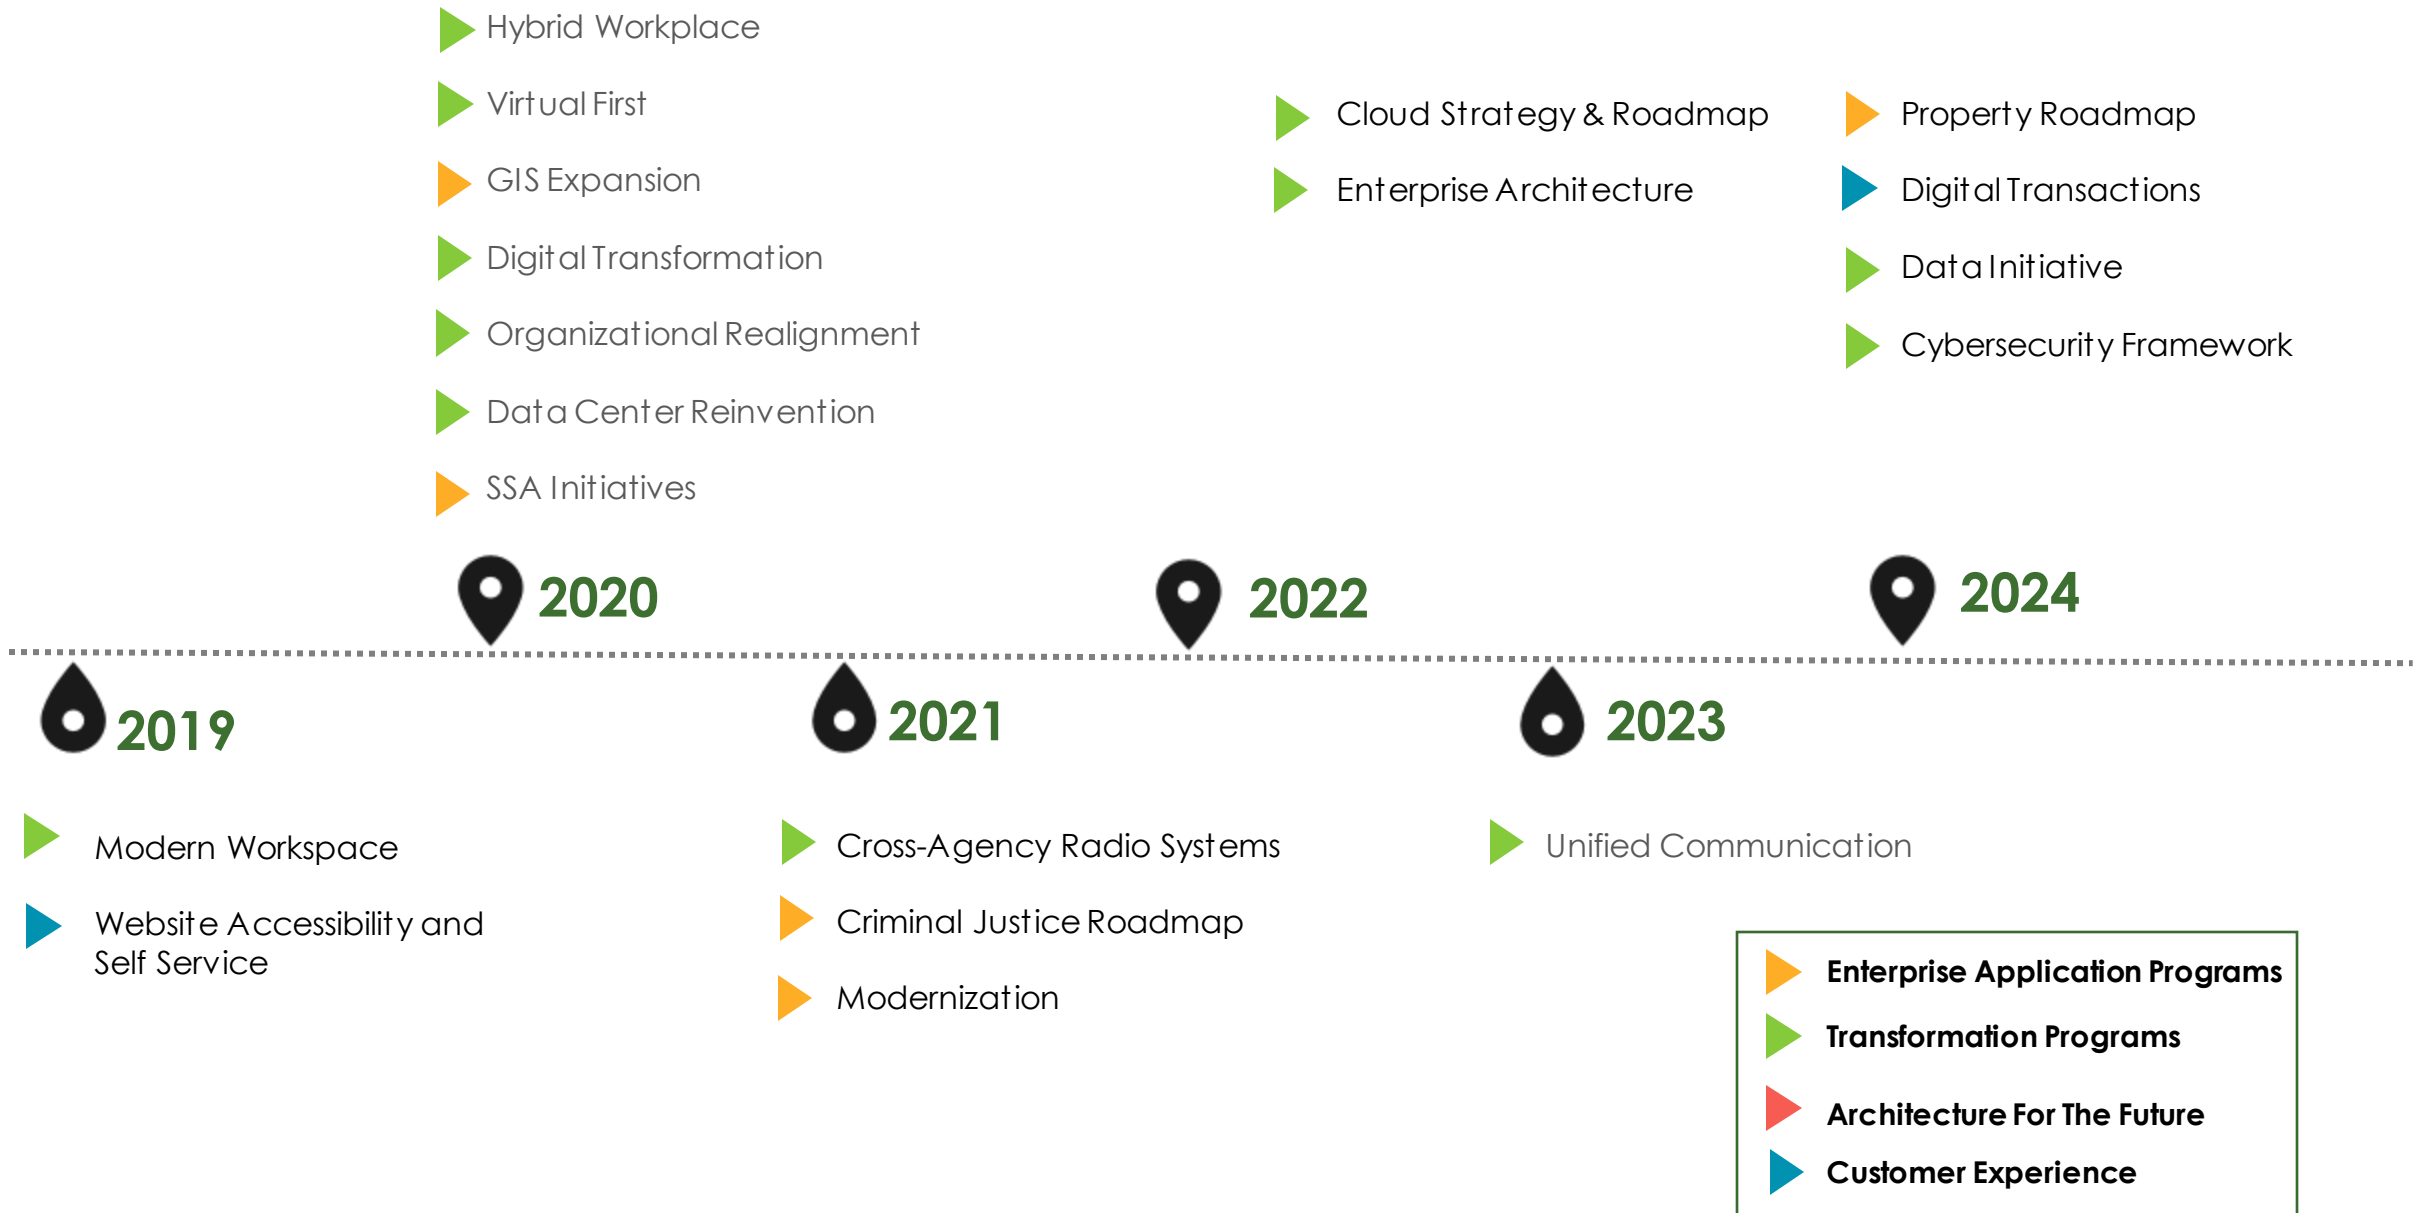 Hybrid Workplace
Virtual First
GIS Expansion
Digital Transformation
Organizational Realignment
Data Center Reinvention
SSA Initiatives
Cloud Strategy & Roadmap
Enterprise Architecture
Property Roadmap
Digital Transactions
Data Initiative
Cybersecurity Framework
2020
2022
2024
2019
2021
2023
Modern Workspace
Website Accessibility and
Self Service
Cross-Agency Radio Systems
Criminal Justice Roadmap
Modernization
Unified Communication
Enterprise Application Programs
Transformation Programs
Architecture For The Future
Customer Experience